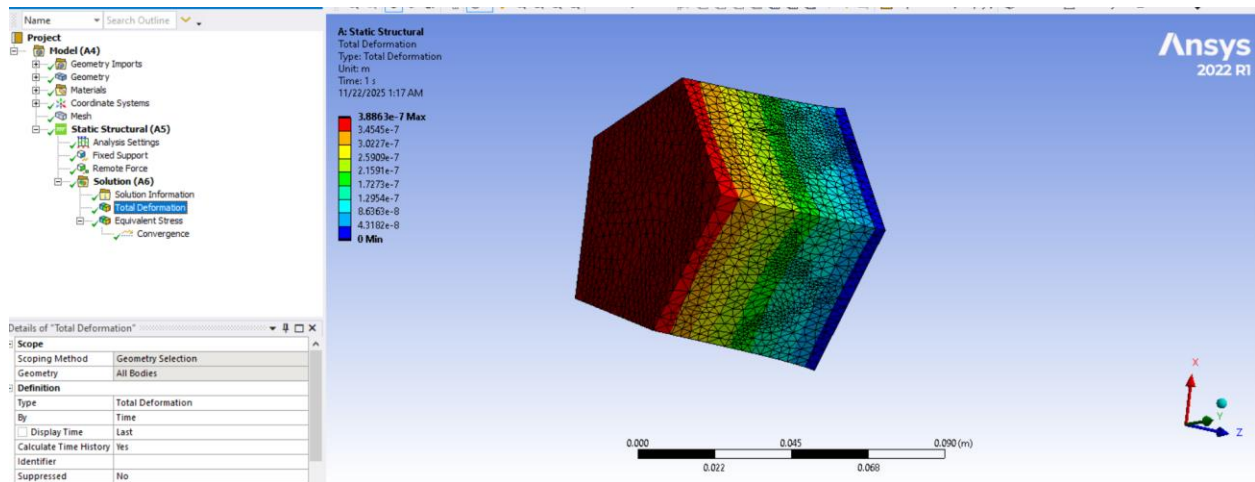 Name
Search Outline
Project
Model (A4)
Geometry Imports
Geometry
Materials
Coordinate Systems
Mesh
Static Structural (A5)
Analysis Settings
Fixed Support
Remote Force
Solution (A6)
Solution Information
Total Deformation
Equivalent Stress
Convergence
Details of "Total Deformation"
Scope
Scoping Method Geometry Selection
Geometry All Bodies
Definition
Type Total Deformation
By Time
Display Time Last
Calculate Time History Yes
Identifier
Suppressed No
A: Static Structural
Total Deformation
Type: Total Deformation
Unit: m
Time: 1 s
11/22/2025 1:17 AM
3.8863e-7 Max
3.4545e-7
3.0227e-7
2.5909e-7
2.1591e-7
1.7273e-7
1.2954e-7
8.6363e-8
4.3182e-8
0 Min
Ansys
2022 R1
0.000 0.045 0.090 (m)
0.022 0.068
X
Y
Z